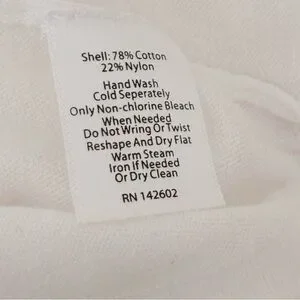 Shell: 78% Cotton
22% Nylon
Hand Wash
Cold Seperately
Only Non-chlorine Bleach
When Needed
Do Not Wring Or Twist
Reshape And Dry Flat
Warm Steam
Iron If Needed
Or Dry Clean
RN 142602